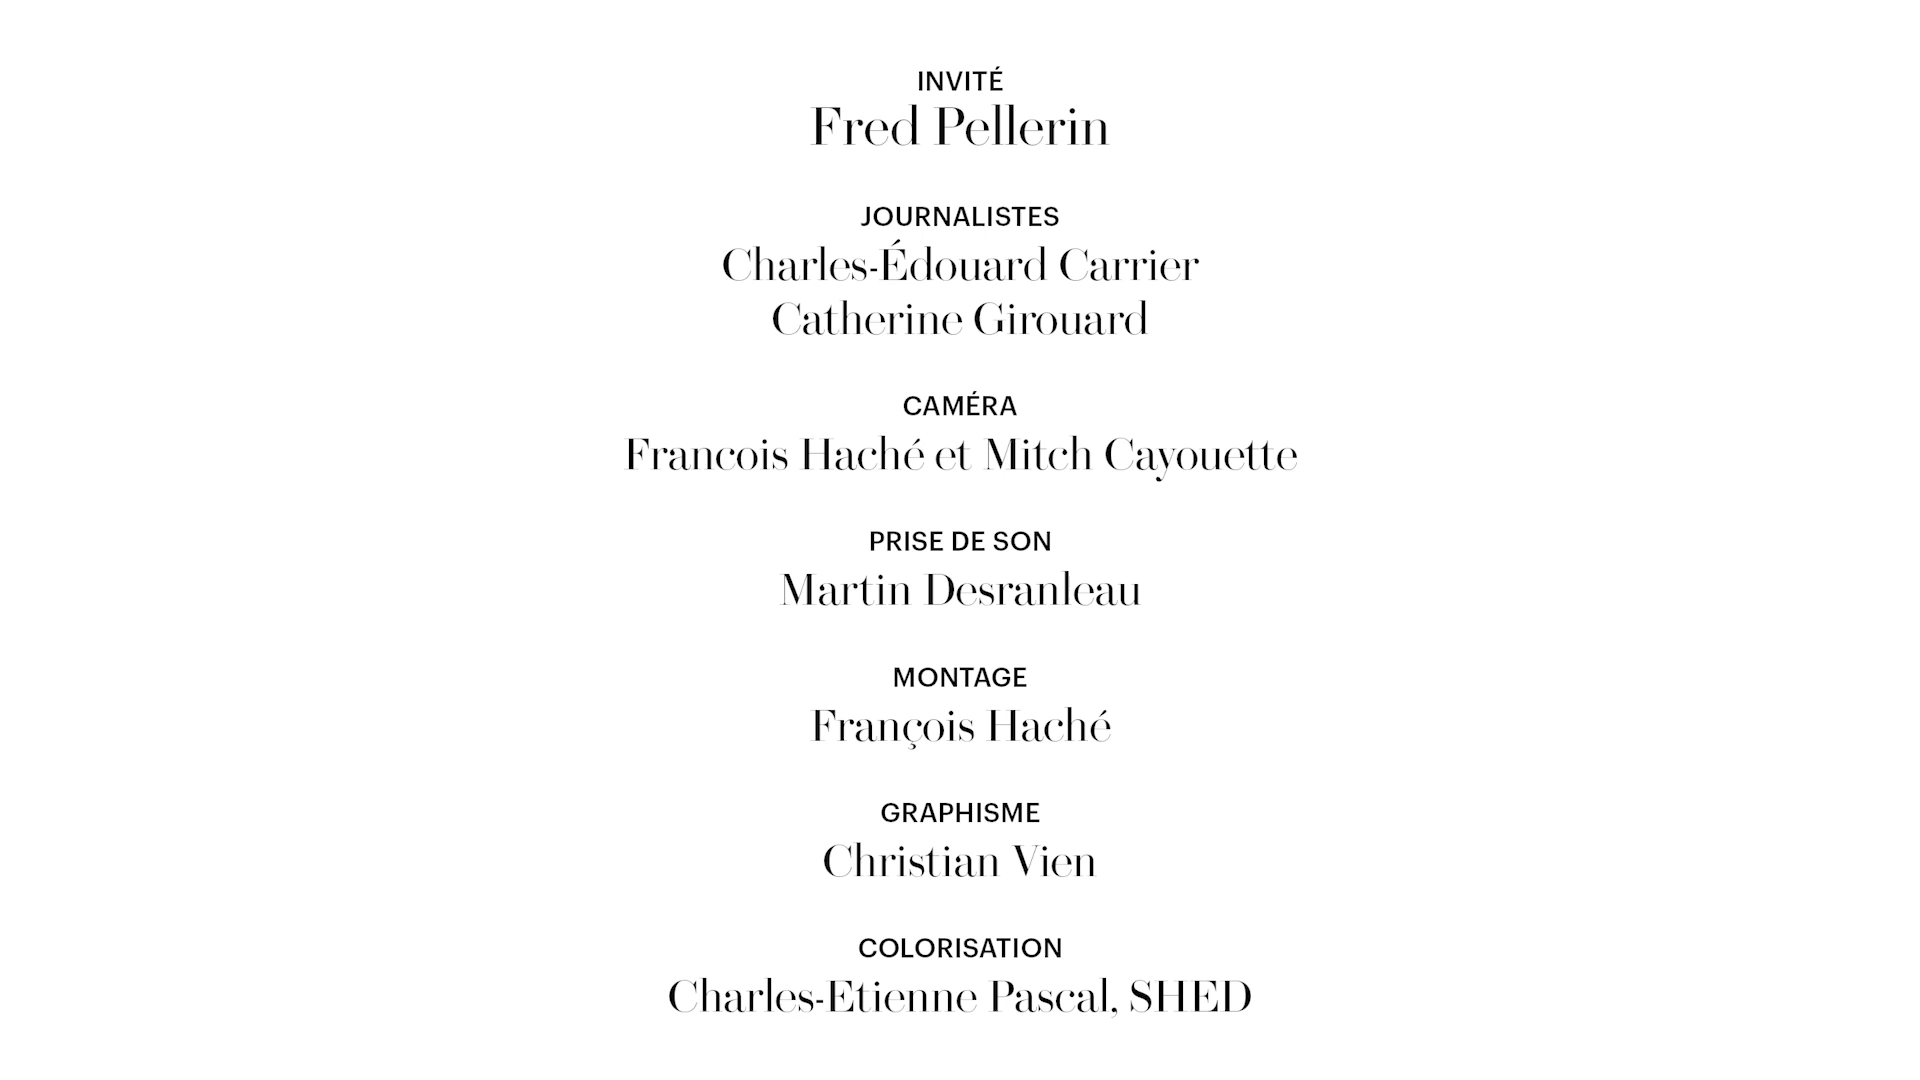 INVITÉ
Fred Pellerin
JOURNALISTES
Charles-Édouard Carrier
Catherine Girouard
CAMÉRA
Francois Haché et Mitch Cayouette
PRISE DE SON
Martin Desranleau
MONTAGE
François Haché
GRAPHISME
Christian Vien
COLORISATION
Charles-Etienne Pascal, SHED